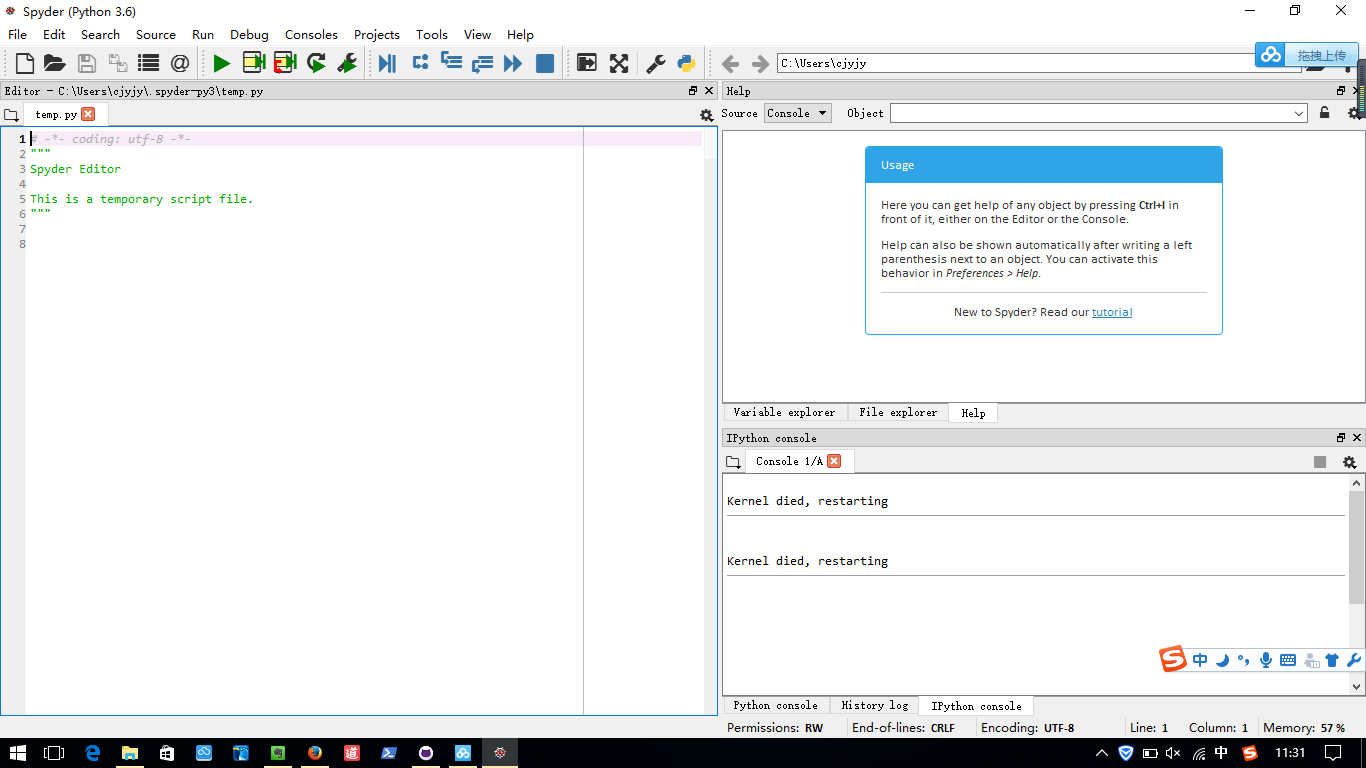 Spyder (Python 3.6)
File Edit Search Source Run Debug Consoles Projects Tools View Help
C:\Users\cjyjy
拖拽上传
Editor - C:\Users\cjyjy\.spyder-py3\temp.py
temp.py
1 # -*- coding: utf-8 -*-
2 """
3 Spyder Editor
4
5 This is a temporary script file.
6 """
7
8
Help
Source Console Object
Usage
Here you can get help of any object by pressing Ctrl+I in
front of it, either on the Editor or the Console.
Help can also be shown automatically after writing a left
parenthesis next to an object. You can activate this
behavior in Preferences > Help.
New to Spyder? Read our tutorial
Variable explorer File explorer Help
IPython console
Console 1/A
Kernel died, restarting
Kernel died, restarting
中
Python console History log IPython console
Permissions: RW End-of-lines: CRLF Encoding: UTF-8 Line: 1 Column: 1 Memory: 57 %
道 中 11:31